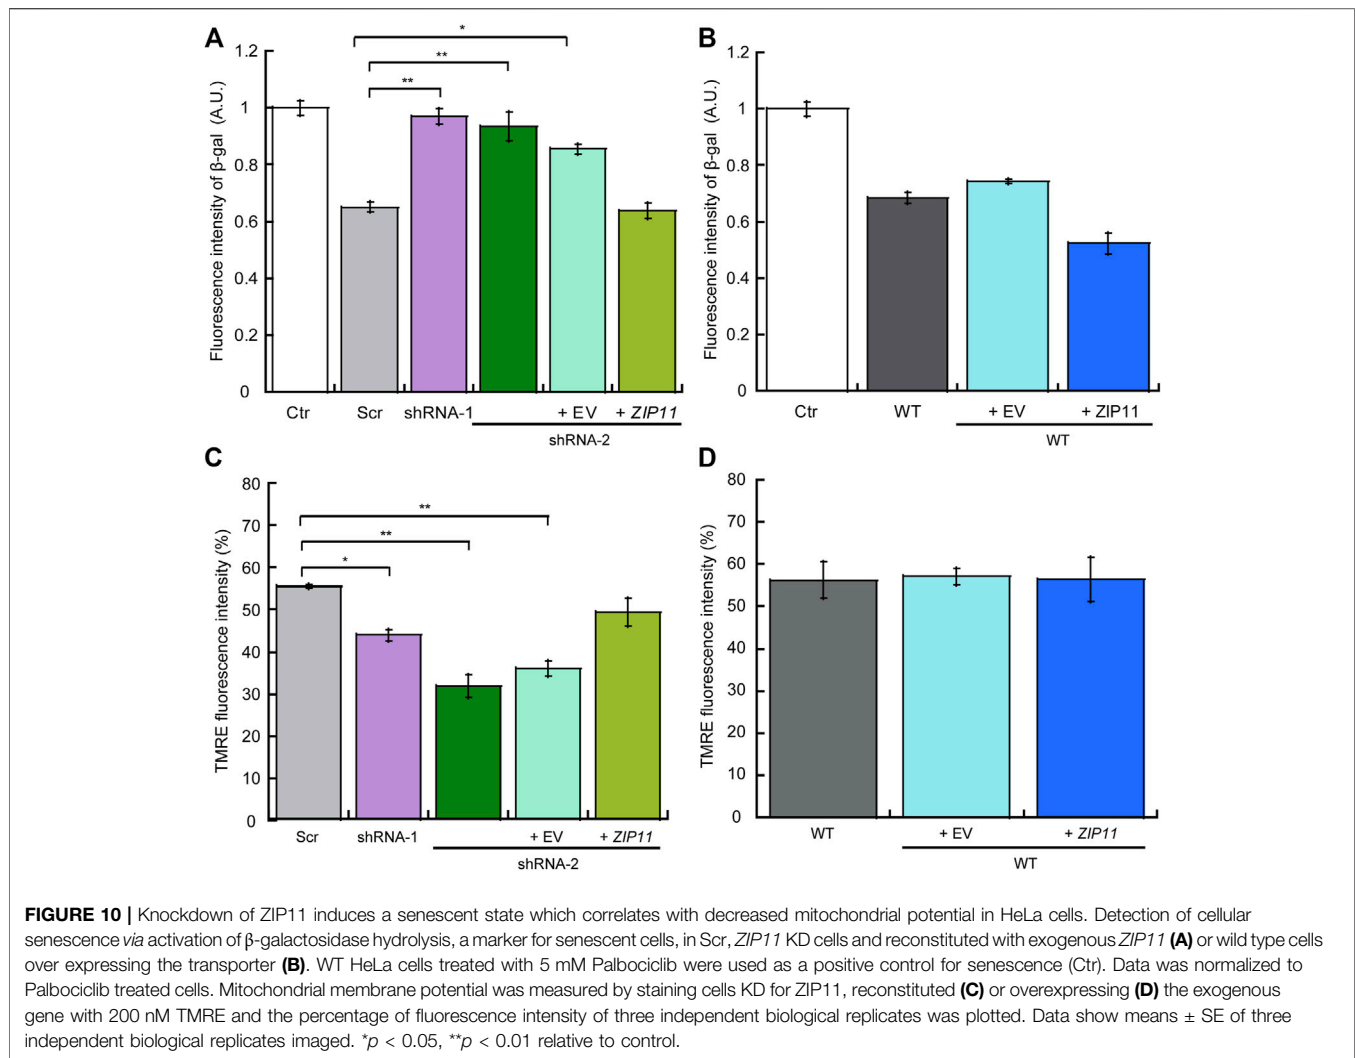 A
*
**
**
1.2
1
0.8
0.6
0.4
0.2
0
Fluorescence intensity of β-gal (A.U.)
Ctr
Scr
shRNA-1
+ EV
+ ZIP11
shRNA-2
B
1.2
1.0
0.8
0.6
0.4
0.2
0
Fluorescence intensity of β-gal (A.U.)
Ctr
WT
+ EV
+ ZIP11
WT
C
**
**
*
80
70
60
50
40
30
20
10
0
TMRE fluorescence intensity (%)
Scr
shRNA-1
+ EV
+ ZIP11
shRNA-2
D
80
70
60
50
40
30
20
10
0
TMRE fluorescence intensity (%)
WT
+ EV
+ ZIP11
WT
FIGURE 10 | Knockdown of ZIP11 induces a senescent state which correlates with decreased mitochondrial potential in HeLa cells. Detection of cellular
senescence via activation of β-galactosidase hydrolysis, a marker for senescent cells, in Scr, ZIP11 KD cells and reconstituted with exogenous ZIP11 (A) or wild type cells
over expressing the transporter (B). WT HeLa cells treated with 5 mM Palbociclib were used as a positive control for senescence (Ctr). Data was normalized to
Palbociclib treated cells. Mitochondrial membrane potential was measured by staining cells KD for ZIP11, reconstituted (C) or overexpressing (D) the exogenous
gene with 200 nM TMRE and the percentage of fluorescence intensity of three independent biological replicates was plotted. Data show means ± SE of three
independent biological replicates imaged. *p < 0.05, **p < 0.01 relative to control.